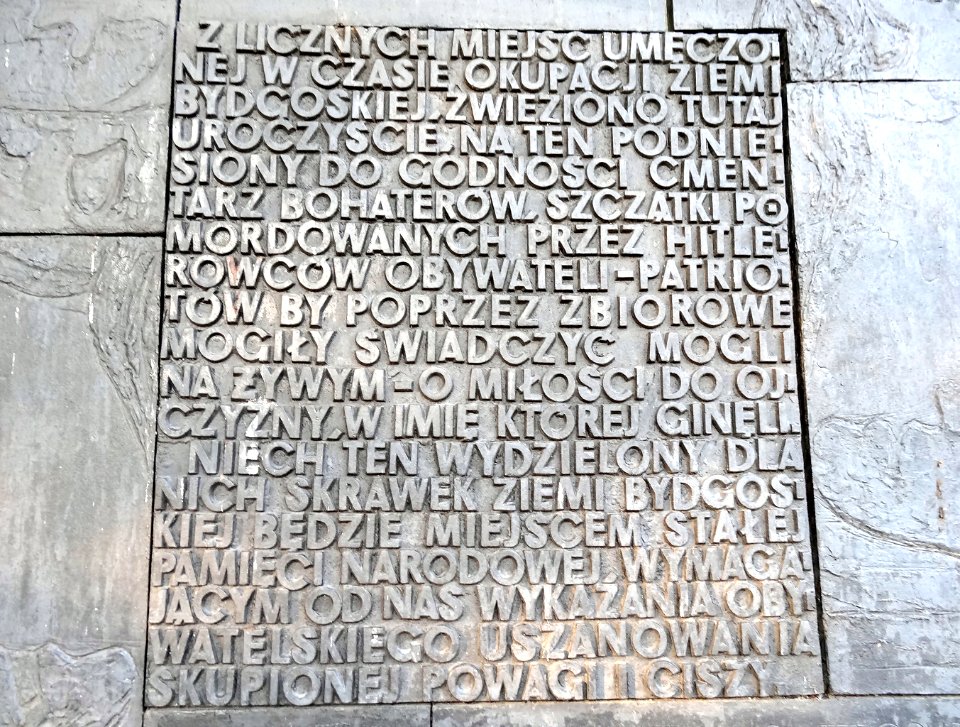 Z LICZNYCH MIEJSC UMĘCZO-
NEJ W CZASIE OKUPACJI ZIEMI
BYDGOSKIEJ, ZWIEZIONO TUTAJ
UROCZYŚCIE, NA TEN PODNIE-
SIONY DO GODNOŚCI CMEN-
TARZ BOHATERÓW, SZCZĄTKI PO-
MORDOWANYCH PRZEZ HITLE-
ROWCÓW OBYWATELI-PATRIO-
TÓW BY POPRZEZ ZBIOROWE
MOGIŁY ŚWIADCZYĆ MOGLI
NA ŻYWYM - O MIŁOŚCI DO OJ-
CZYZNY, W IMIĘ KTÓREJ GINĘLI.
NIECH TEN WYDZIELONY DLA
NICH SKRAWEK ZIEMI BYDGOS-
KIEJ BĘDZIE MIEJSCEM STAŁEJ
PAMIĘCI NARODOWEJ, WYMAGA-
JĄCYM OD NAS WYKAZANIA OBY-
WATELSKIEGO USZANOWANIA
SKUPIONEJ POWAGI I CISZY.